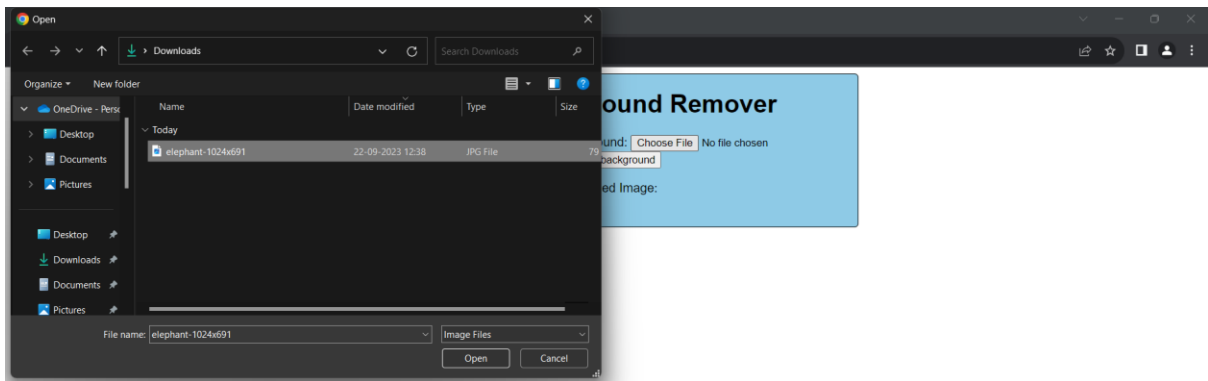 Open
Downloads
Search Downloads
Organize
New folder
OneDrive - Perso
Name
Date modified
Type
Size
Today
Desktop
elephant-1024x691
22-09-2023 12:38
JPG File
79
Documents
Pictures
Desktop
Downloads
Documents
Pictures
File name:
elephant-1024x691
Image Files
Open
Cancel
ound Remover
und: Choose File No file chosen
background
ed Image: